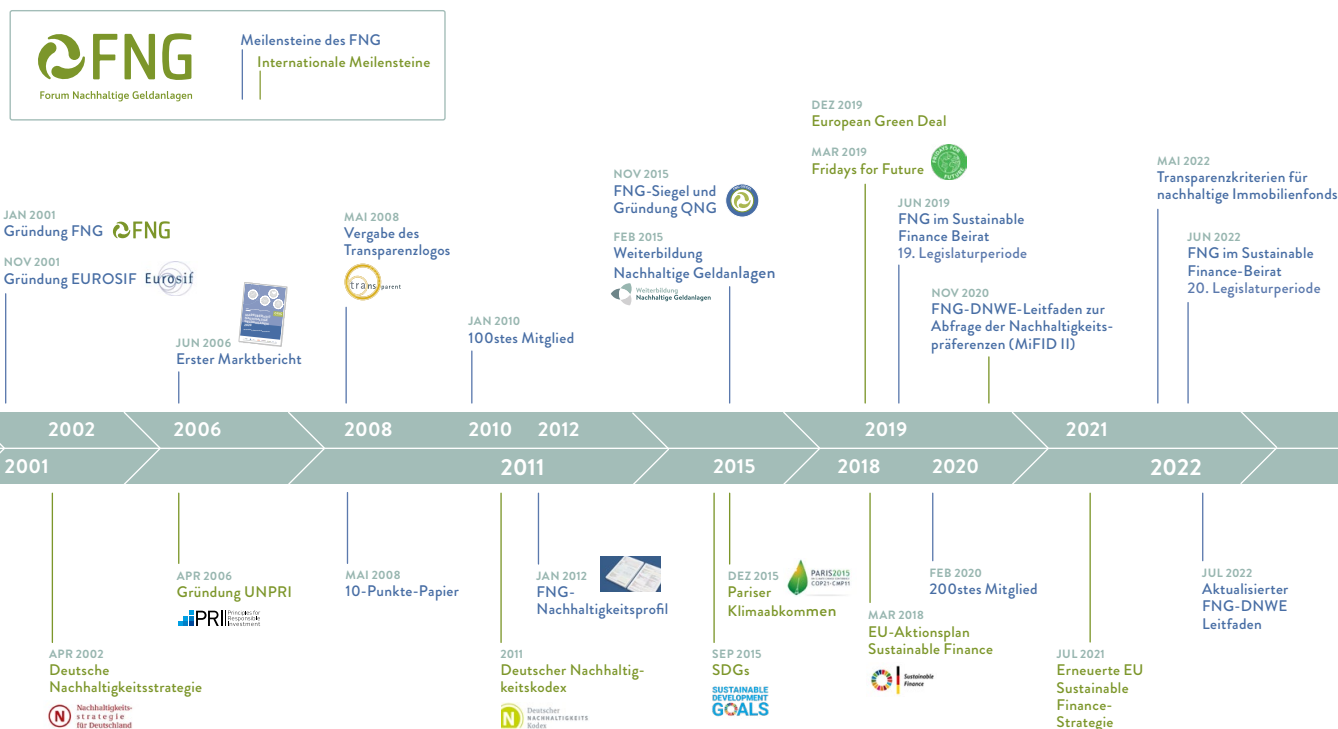 FNG
Forum Nachhaltige Geldanlagen
Meilensteine des FNG
Internationale Meilensteine
JAN 2001
Gründung FNG
FNG
NOV 2001
Gründung EUROSIF
Eurosif
JUN 2006
Erster Marktbericht
MAI 2008
Vergabe des
Transparenzlogos
transparent
JAN 2010
100stes Mitglied
NOV 2015
FNG-Siegel und
Gründung QNG
FEB 2015
Weiterbildung
Nachhaltige Geldanlagen
Weiterbildung
Nachhaltige Geldanlagen
DEZ 2019
European Green Deal
MAR 2019
Fridays for Future
FRIDAYS FOR
FUTURE
JUN 2019
FNG im Sustainable
Finance Beirat
19. Legislaturperiode
NOV 2020
FNG-DNWE-Leitfaden zur
Abfrage der Nachhaltigkeits-
präferenzen (MiFID II)
MAI 2022
Transparenzkriterien für
nachhaltige Immobilienfonds
JUN 2022
FNG im Sustainable
Finance-Beirat
20. Legislaturperiode
2002 2006 2008 2010 2012 2019 2021
2001 2011 2015 2018 2020 2022
APR 2002
Deutsche
Nachhaltigkeitsstrategie
N
Nachhaltigkeits-
strategie
für Deutschland
APR 2006
Gründung UNPRI
PRI
Principles for
Responsible
Investment
MAI 2008
10-Punkte-Papier
2011
Deutscher Nachhaltig-
keitskodex
N
Deutscher
NACHHALTIGKEITS
Kodex
JAN 2012
FNG-
Nachhaltigkeitsprofil
SEP 2015
SDGs
SUSTAINABLE
DEVELOPMENT
GOALS
DEZ 2015
Pariser
Klimaabkommen
PARIS2015
COP21·CMP11
MAR 2018
EU-Aktionsplan
Sustainable Finance
Sustainable
Finance
FEB 2020
200stes Mitglied
JUL 2021
Erneuerte EU
Sustainable
Finance-
Strategie
JUL 2022
Aktualisierter
FNG-DNWE
Leitfaden